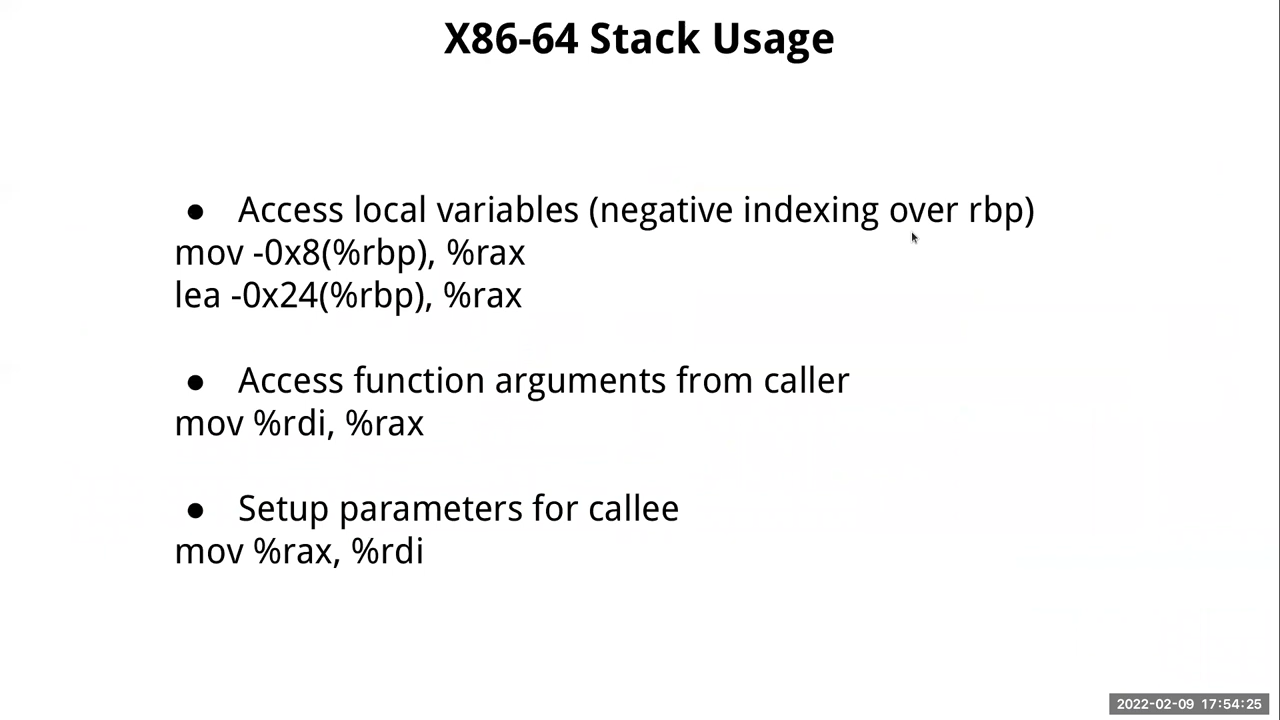 X86-64 Stack Usage
● Access local variables (negative indexing over rbp)
mov -0x8(%rbp), %rax
lea -0x24(%rbp), %rax
● Access function arguments from caller
mov %rdi, %rax
● Setup parameters for callee
mov %rax, %rdi
2022-02-09 17:54:25